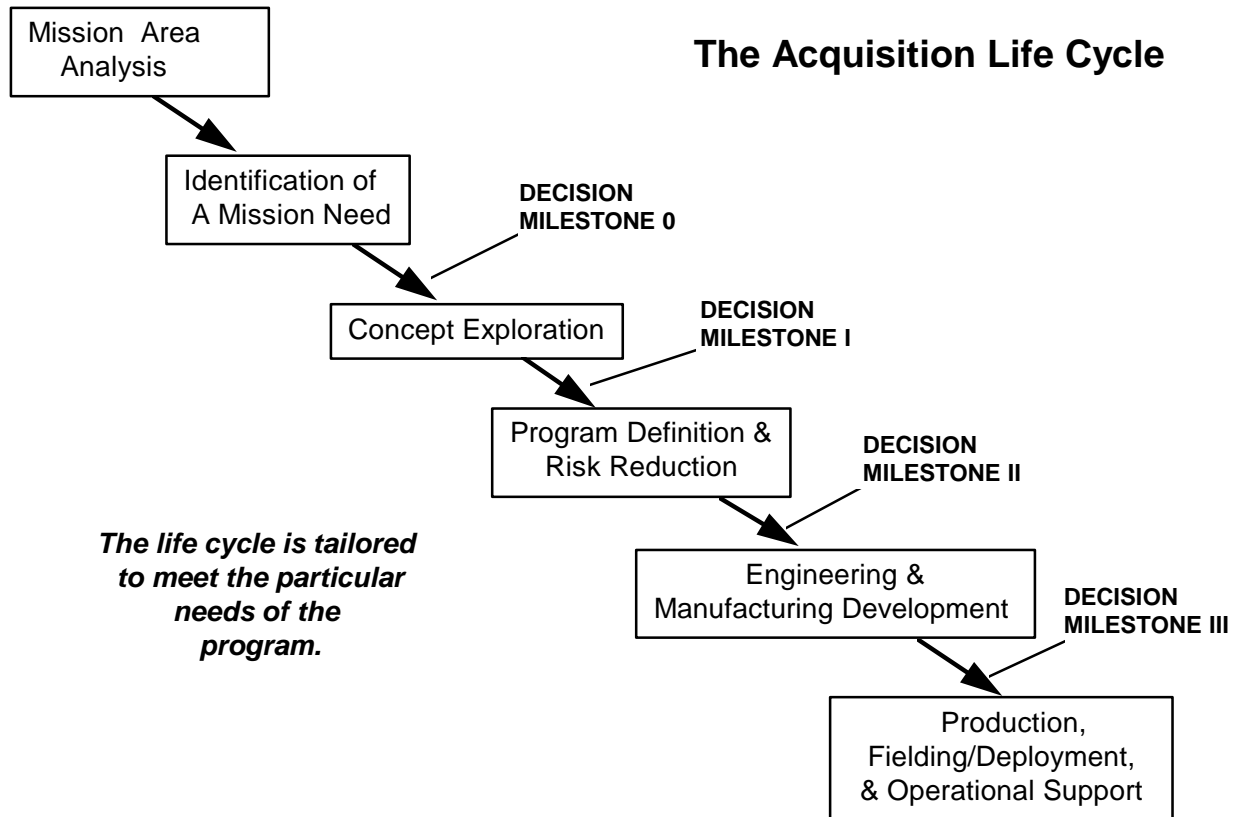 The Acquisition Life Cycle
Mission Area
Analysis
Identification of
A Mission Need
DECISION
MILESTONE 0
Concept Exploration
DECISION
MILESTONE I
Program Definition &
Risk Reduction
DECISION
MILESTONE II
The life cycle is tailored
to meet the particular
needs of the
program.
Engineering &
Manufacturing Development
DECISION
MILESTONE III
Production,
Fielding/Deployment,
& Operational Support